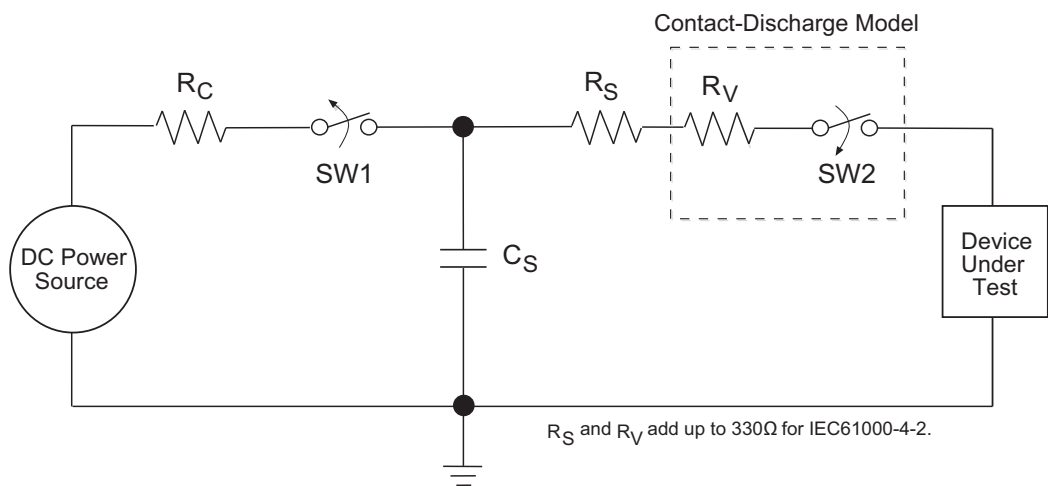 Contact-Discharge Model
RC
RS
RV
SW1
SW2
DC Power
Source
CS
Device
Under
Test
RS and RV add up to 330Ω for IEC61000-4-2.